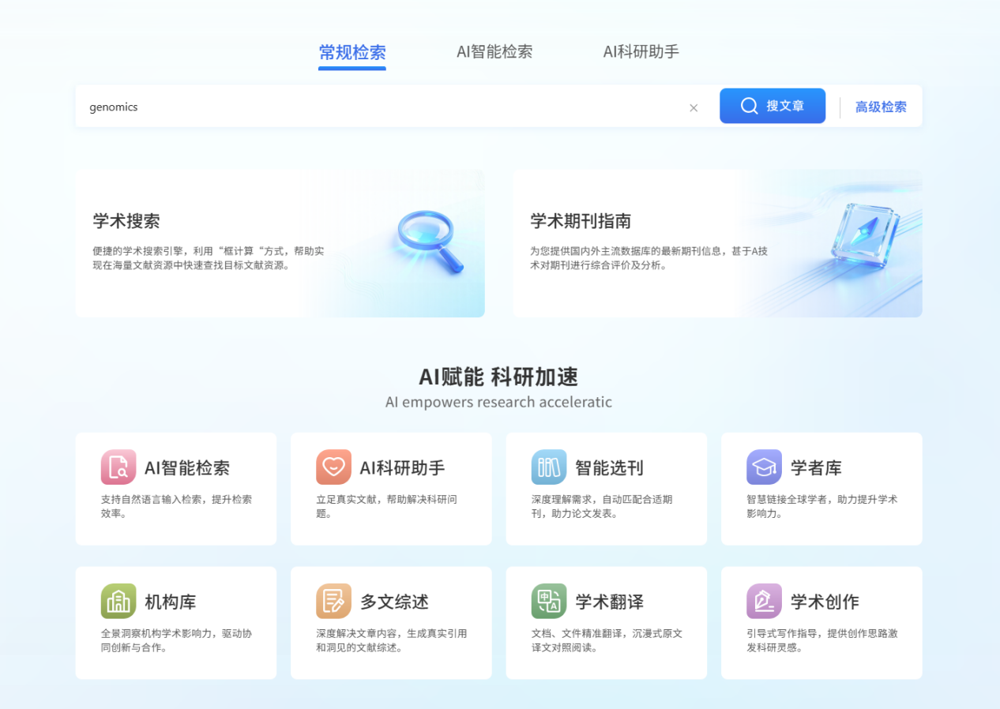 常规检索
AI智能检索
AI科研助手
genomics
搜文章
高级检索
学术搜索
便捷的学术搜索引擎，利用“框计算“方式，帮助实
现在海量文献资源中快速查找目标文献资源。
学术期刊指南
为您提供国内外主流数据库的最新期刊信息，甚于A技
术对期刊进行综合评价及分析。
AI赋能 科研加速
AI empowers research acceleratic
AI智能检索
支持自然语言输入检索，提升检索
效率。
AI科研助手
立足真实文献，帮助解决科研问
题。
智能选刊
深度理解需求，自动匹配合适期
刊，助力论文发表。
学者库
智慧链接全球学者，助力提升学术
影响力。
机构库
全景洞察机构学术影响力，驱动协
同创新与合作。
多文综述
深度解决文章内容，生成真实引用
和洞见的文献综述。
中
A
学术翻译
文档、文件精准翻译，沉漫式原文
译文对照阅读。
学术创作
引导式写作指导，提供创作思路激
发科研灵感。